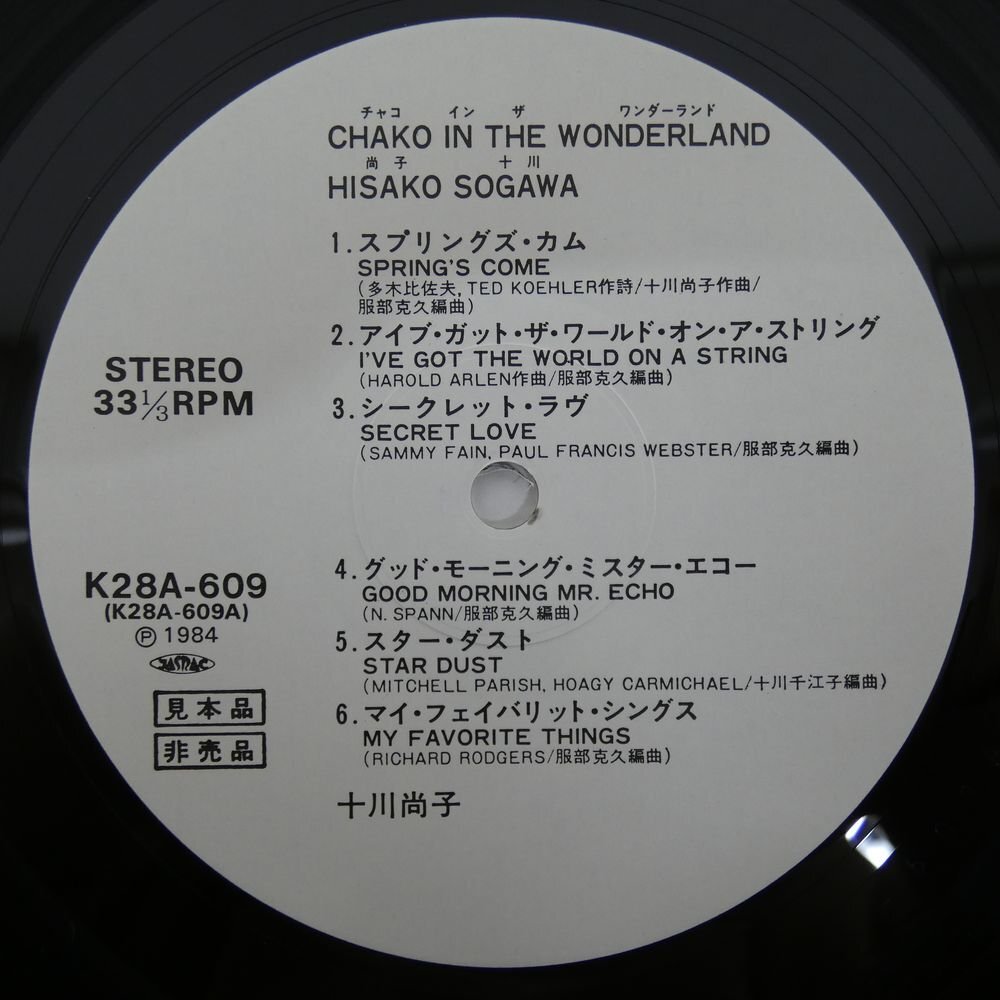 チャコ イン ザ ワンダーランド
CHAKO IN THE WONDERLAND
尚子 十川
HISAKO SOGAWA
1.スプリングズ・カム
SPRING'S COME
(多木比佐夫, TED KOEHLER作詩/十川尚子作曲/
服部克久編曲)
2.アイブ・ガット・ザ・ワールド・オン・ア・ストリング
I'VE GOT THE WORLD ON A STRING
(HAROLD ARLEN作曲/服部克久編曲)
3.シークレット・ラヴ
SECRET LOVE
(SAMMY FAIN, PAUL FRANCIS WEBSTER/服部克久編曲)
STEREO
33 1/3 RPM
4.グッド・モーニング・ミスター・エコー
GOOD MORNING MR. ECHO
(N. SPANN/服部克久編曲)
5.スター・ダスト
STAR DUST
(MITCHELL PARISH, HOAGY CARMICHAEL/十川千江子編曲)
6.マイ・フェイバリット・シングス
MY FAVORITE THINGS
(RICHARD RODGERS/服部克久編曲)
K28A-609
(K28A-609A)
Ⓟ 1984
JASRAC
見本品
非売品
十川尚子